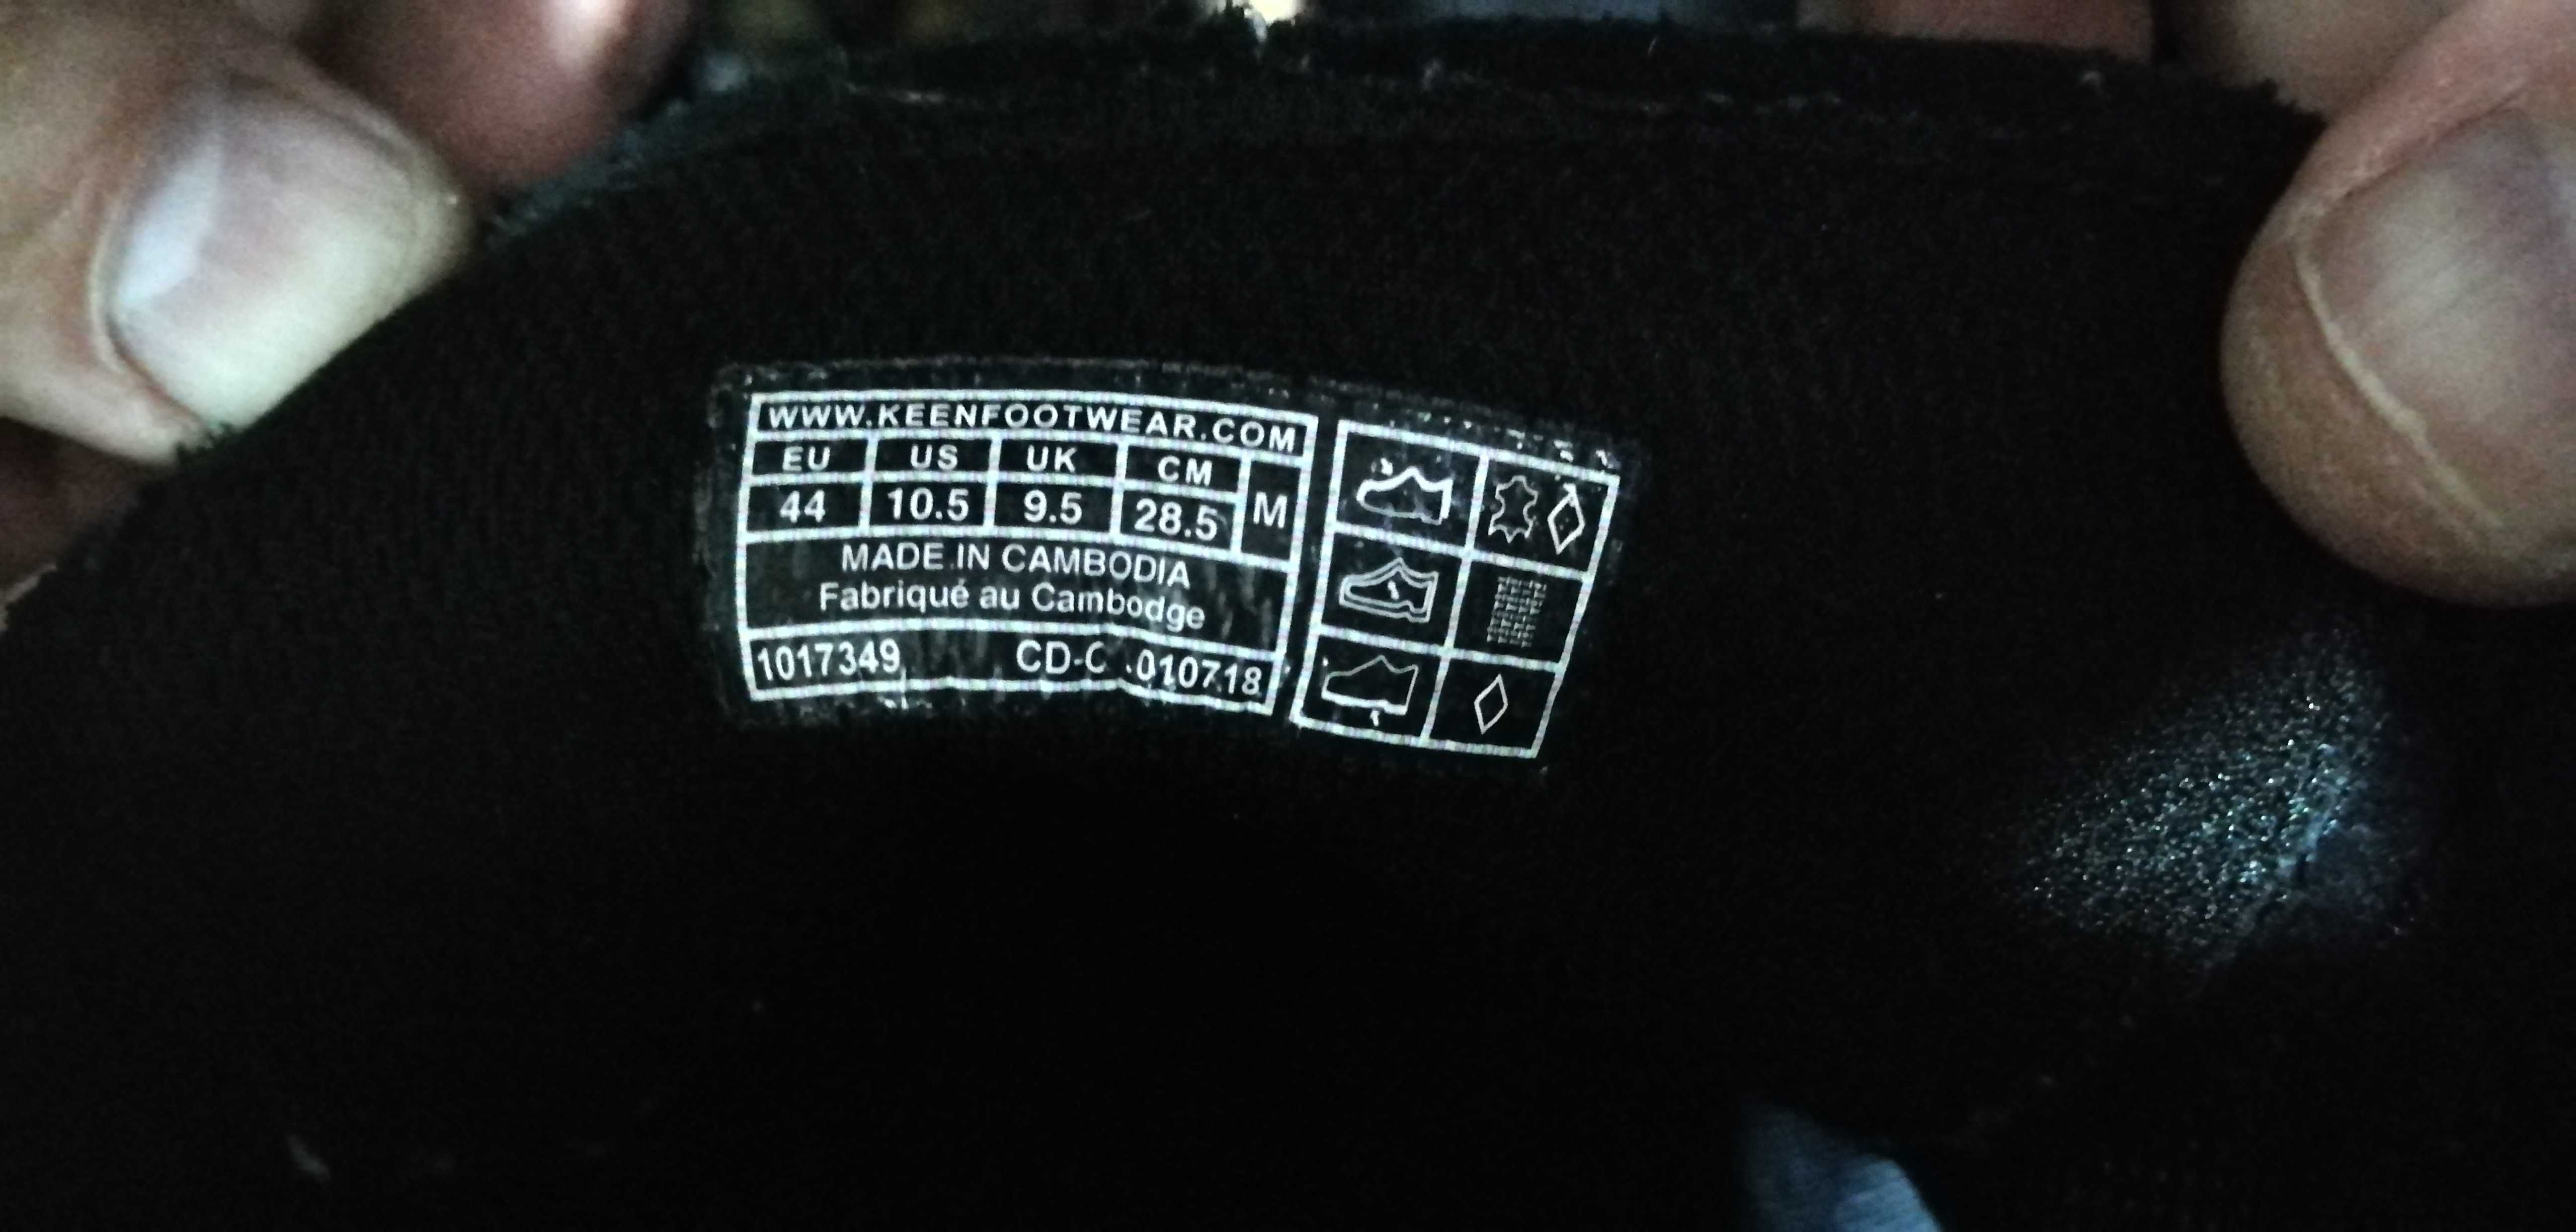 WWW.KEENFOOTWEAR.COM
EU US UK CM
44 10.5 9.5 28.5 M
MADE IN CAMBODIA
Fabriqué au Cambodge
1017349